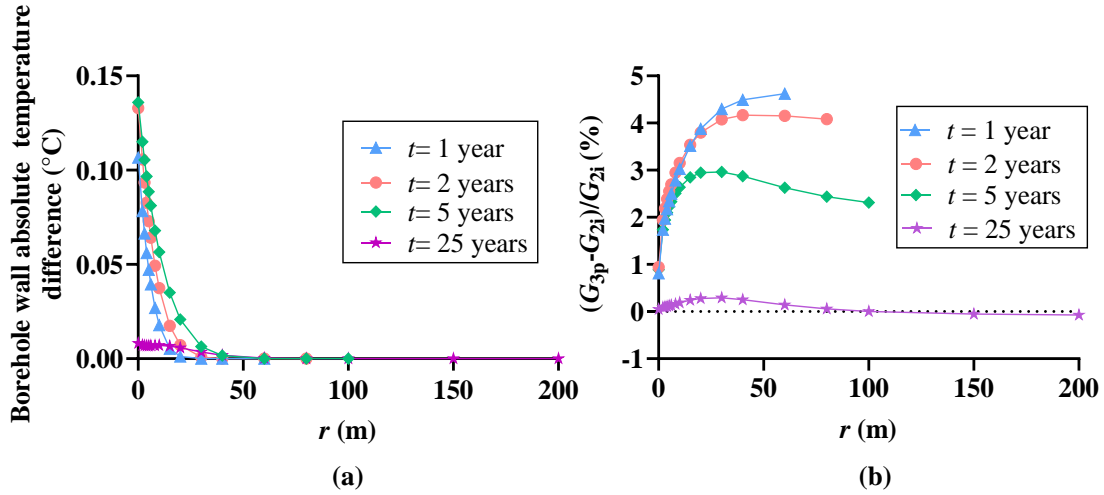 Borehole wall absolute temperature
difference (°C)
0.15
0.10
0.05
0.00
0
50
100
150
200
r (m)
t= 1 year
t= 2 years
t= 5 years
t= 25 years
(a)
(G3p-G2i)/G2i (%)
5
4
3
2
1
0
-1
0
50
100
150
200
r (m)
t = 1 year
t = 2 years
t = 5 years
t = 25 years
(b)